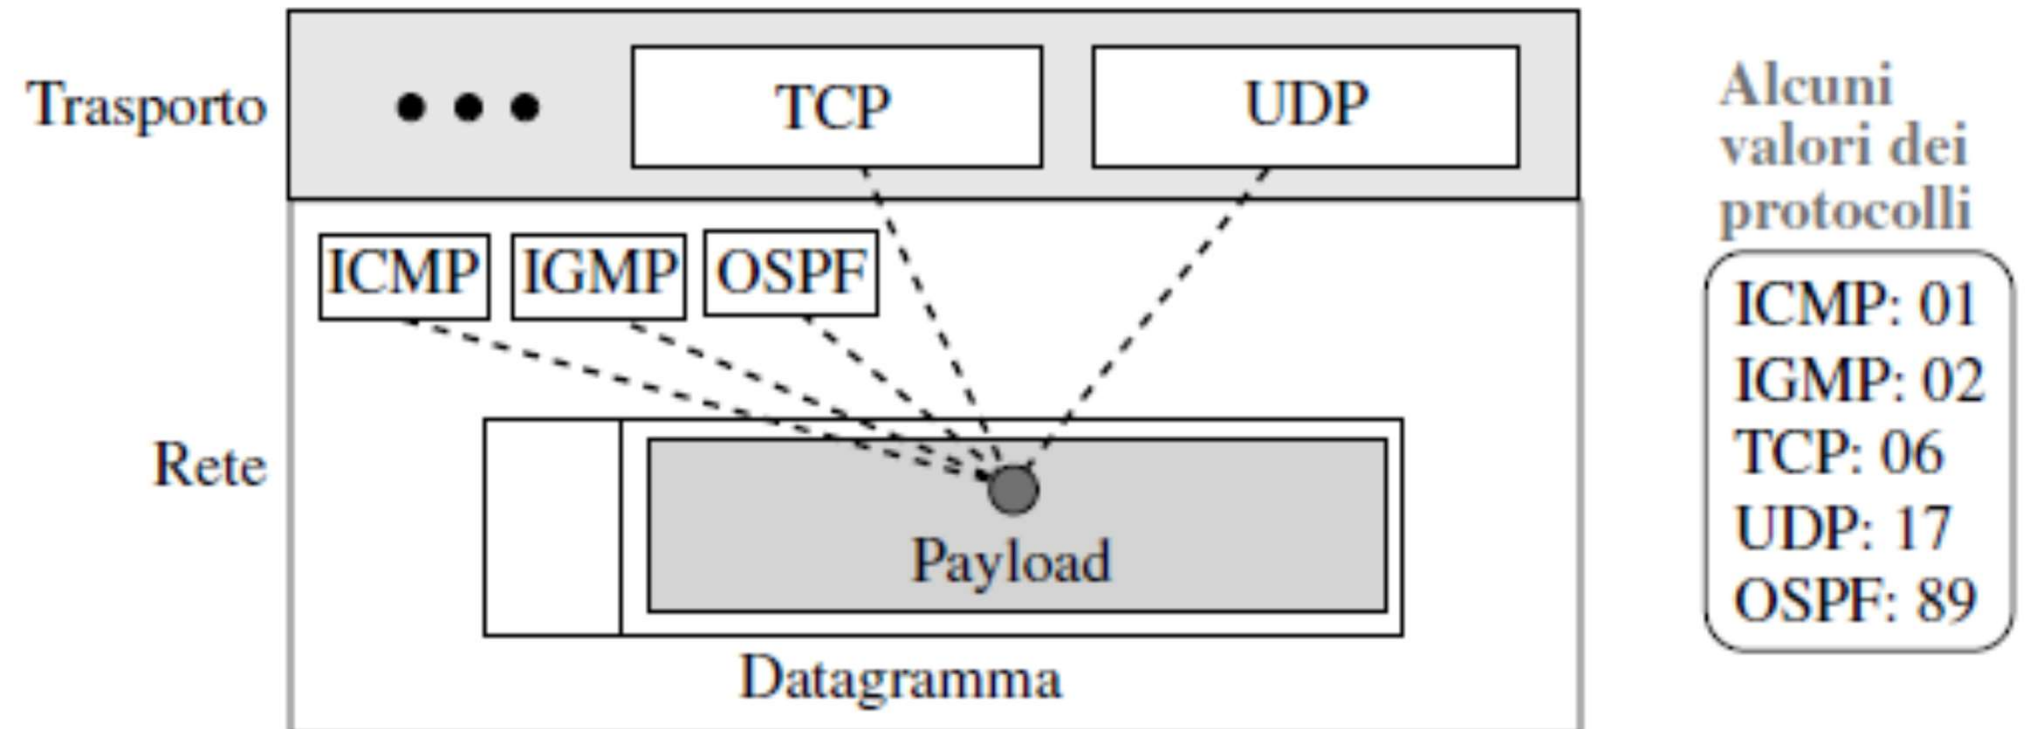 Trasporto
TCP
UDP
ICMP
IGMP
OSPF
Rete
Payload
Datagramma
Alcuni
valori dei
protocolli
ICMP: 01
IGMP: 02
TCP: 06
UDP: 17
OSPF: 89